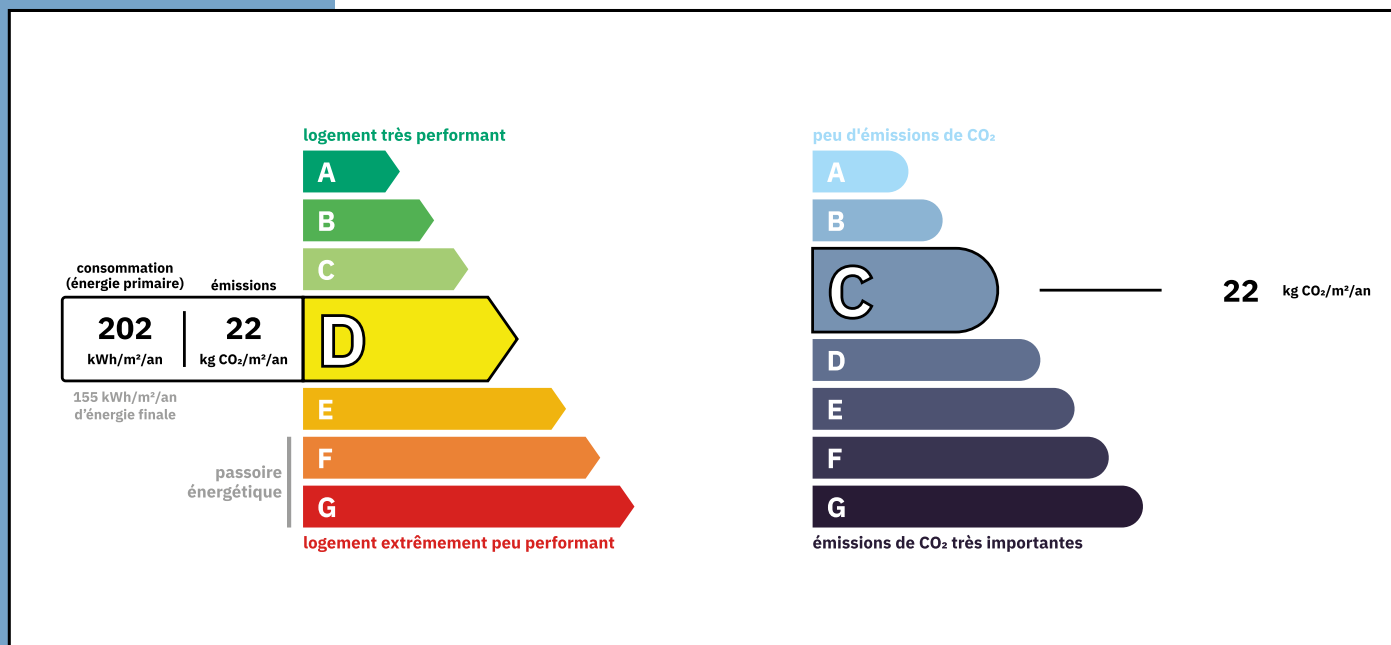 logement très performant
A
B
C
consommation
(énergie primaire)
émissions
202
kWh/m²/an
22
kg CO₂/m²/an
D
155 kWh/m²/an
d'énergie finale
E
passoire
énergétique
F
G
logement extrêmement peu performant
peu d'émissions de CO₂
A
B
C
22 kg CO₂/m²/an
D
E
F
G
émissions de CO₂ très importantes